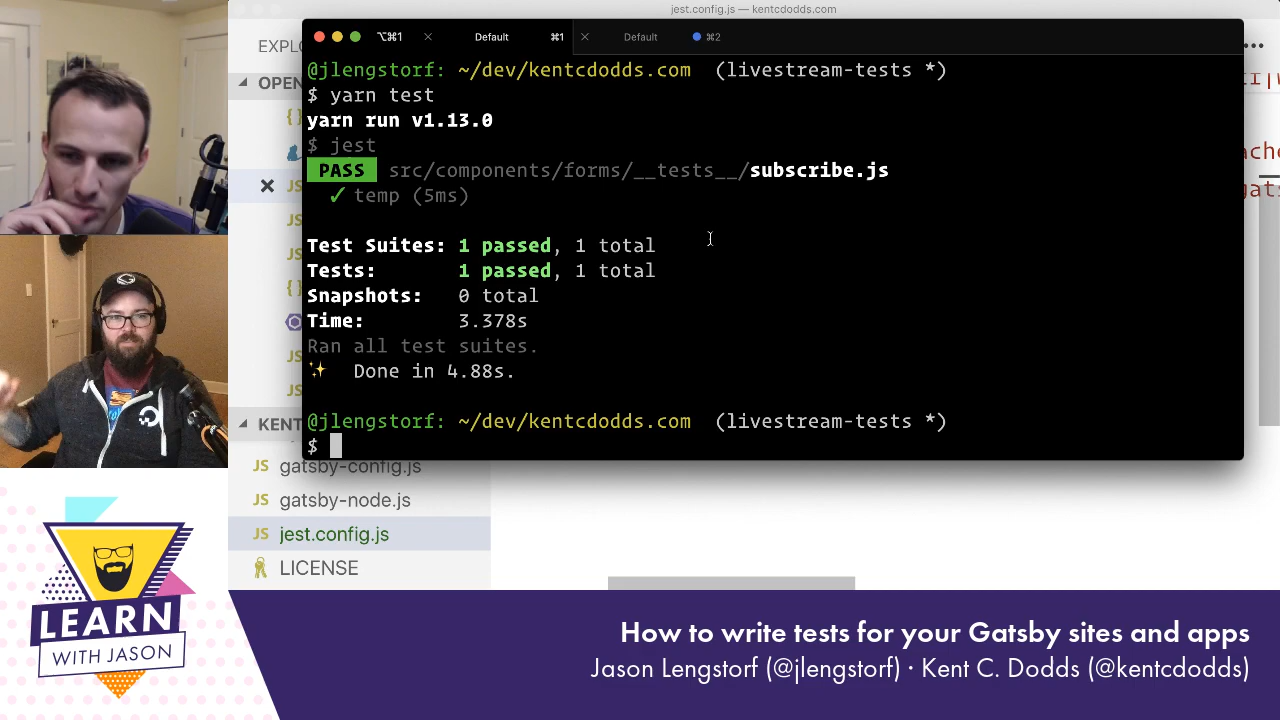 jest.config.js — kentcdodds.com
⌥⌘1
Default
⌘1
Default
⌘2
EXPL
OPEN
@jlengstorf: ~/dev/kentcdodds.com (livestream-tests *)
$ yarn test
yarn run v1.13.0
$ jest
PASS src/components/forms/__tests__/subscribe.js
✓ temp (5ms)
Test Suites: 1 passed, 1 total
Tests: 1 passed, 1 total
Snapshots: 0 total
Time: 3.378s
Ran all test suites.
✨ Done in 4.88s.
@jlengstorf: ~/dev/kentcdodds.com (livestream-tests *)
$
KENT
JS gatsby-config.js
JS gatsby-node.js
JS jest.config.js
LICENSE
LEARN
WITH JASON
How to write tests for your Gatsby sites and apps
Jason Lengstorf (@jlengstorf) · Kent C. Dodds (@kentcdodds)